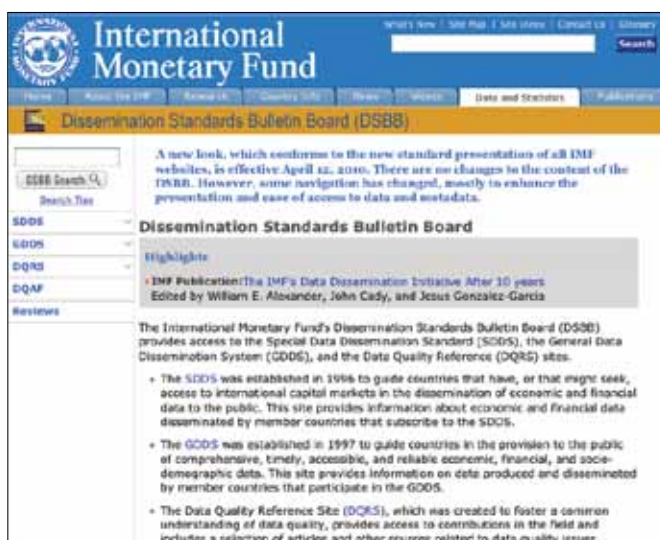 What's New | Site Map | Site Index | Contact Us | Glossary
International
Monetary Fund
Search
Home About the IMF Research Country Info News Videos Data and Statistics Publications
Dissemination Standards Bulletin Board (DSBB)
A new look, which conforms to the new standard presentation of all IMF
websites, is effective April 12, 2010. There are no changes to the content of the
DSBB. However, some navigation has changed, mostly to enhance the
presentation and ease of access to data and metadata.
DSBB Search
Search Tips
SDDS
GDDS
DQRS
DQAF
Reviews
Dissemination Standards Bulletin Board
Highlights
IMF Publication:The IMF's Data Dissemination Initiative After 10 years
Edited by William E. Alexander, John Cady, and Jesus Gonzalez-Garcia
The International Monetary Fund's Dissemination Standards Bulletin Board (DSBB)
provides access to the Special Data Dissemination Standard (SDDS), the General Data
Dissemination System (GDDS), and the Data Quality Reference (DQRS) sites.
• The SDDS was established in 1996 to guide countries that have, or that might seek,
access to international capital markets in the dissemination of economic and financial
data to the public. This site provides information about economic and financial data
disseminated by member countries that subscribe to the SDDS.
• The GDDS was established in 1997 to guide countries in the provision to the public
of comprehensive, timely, accessible, and reliable economic, financial, and socio-
demographic data. This site provides information on data produced and disseminated
by member countries that participate in the GDDS.
• The Data Quality Reference Site (DQRS), which was created to foster a common
understanding of data quality, provides access to contributions in the field and
includes a selection of articles and other sources related to data quality issues.